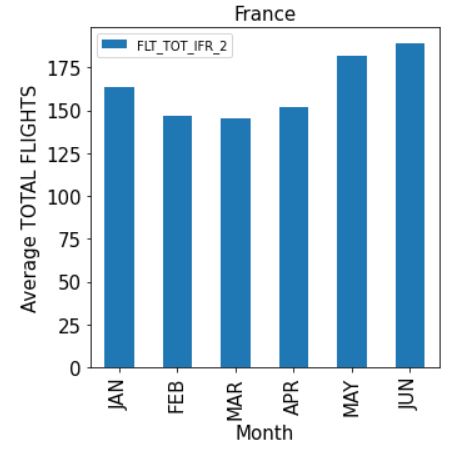 France
FLT_TOT_IFR_2
Average TOTAL FLIGHTS
175
150
125
100
75
50
25
0
JAN
FEB
MAR
APR
MAY
JUN
Month